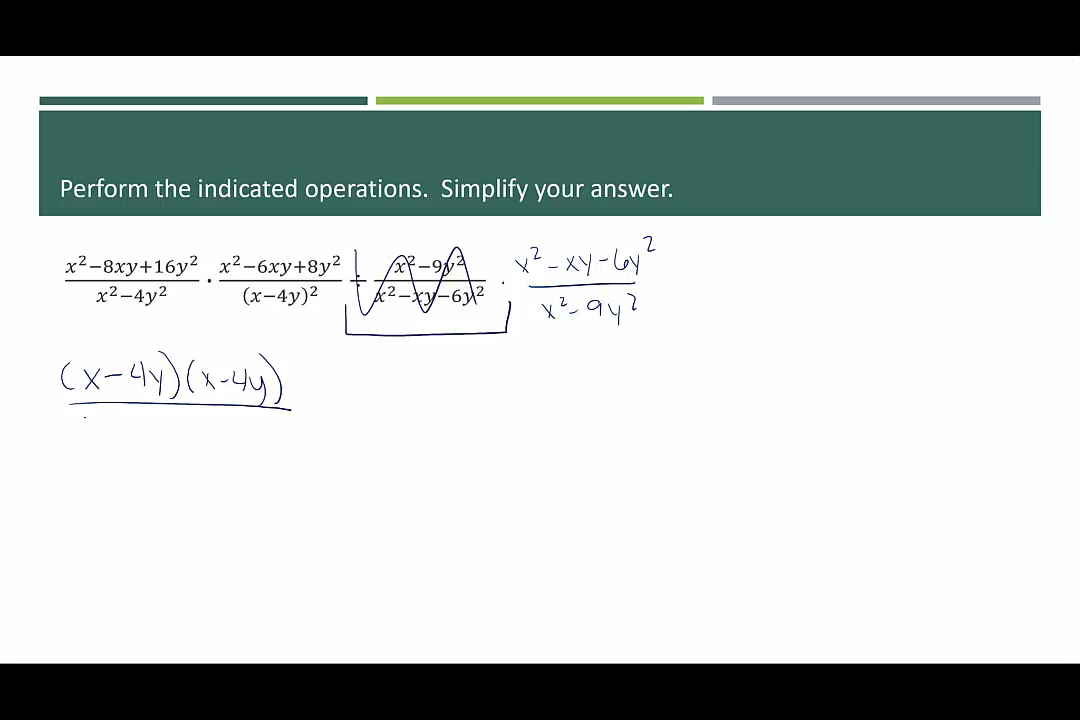 Perform the indicated operations. Simplify your answer.
x²−8xy+16y² / x²−4y² · x²−6xy+8y² / (x−4y)² ÷ x²−9y² / x²−xy−6y² · x²-xy-6y² / x²-9y²
(x-4y)(x-4y)